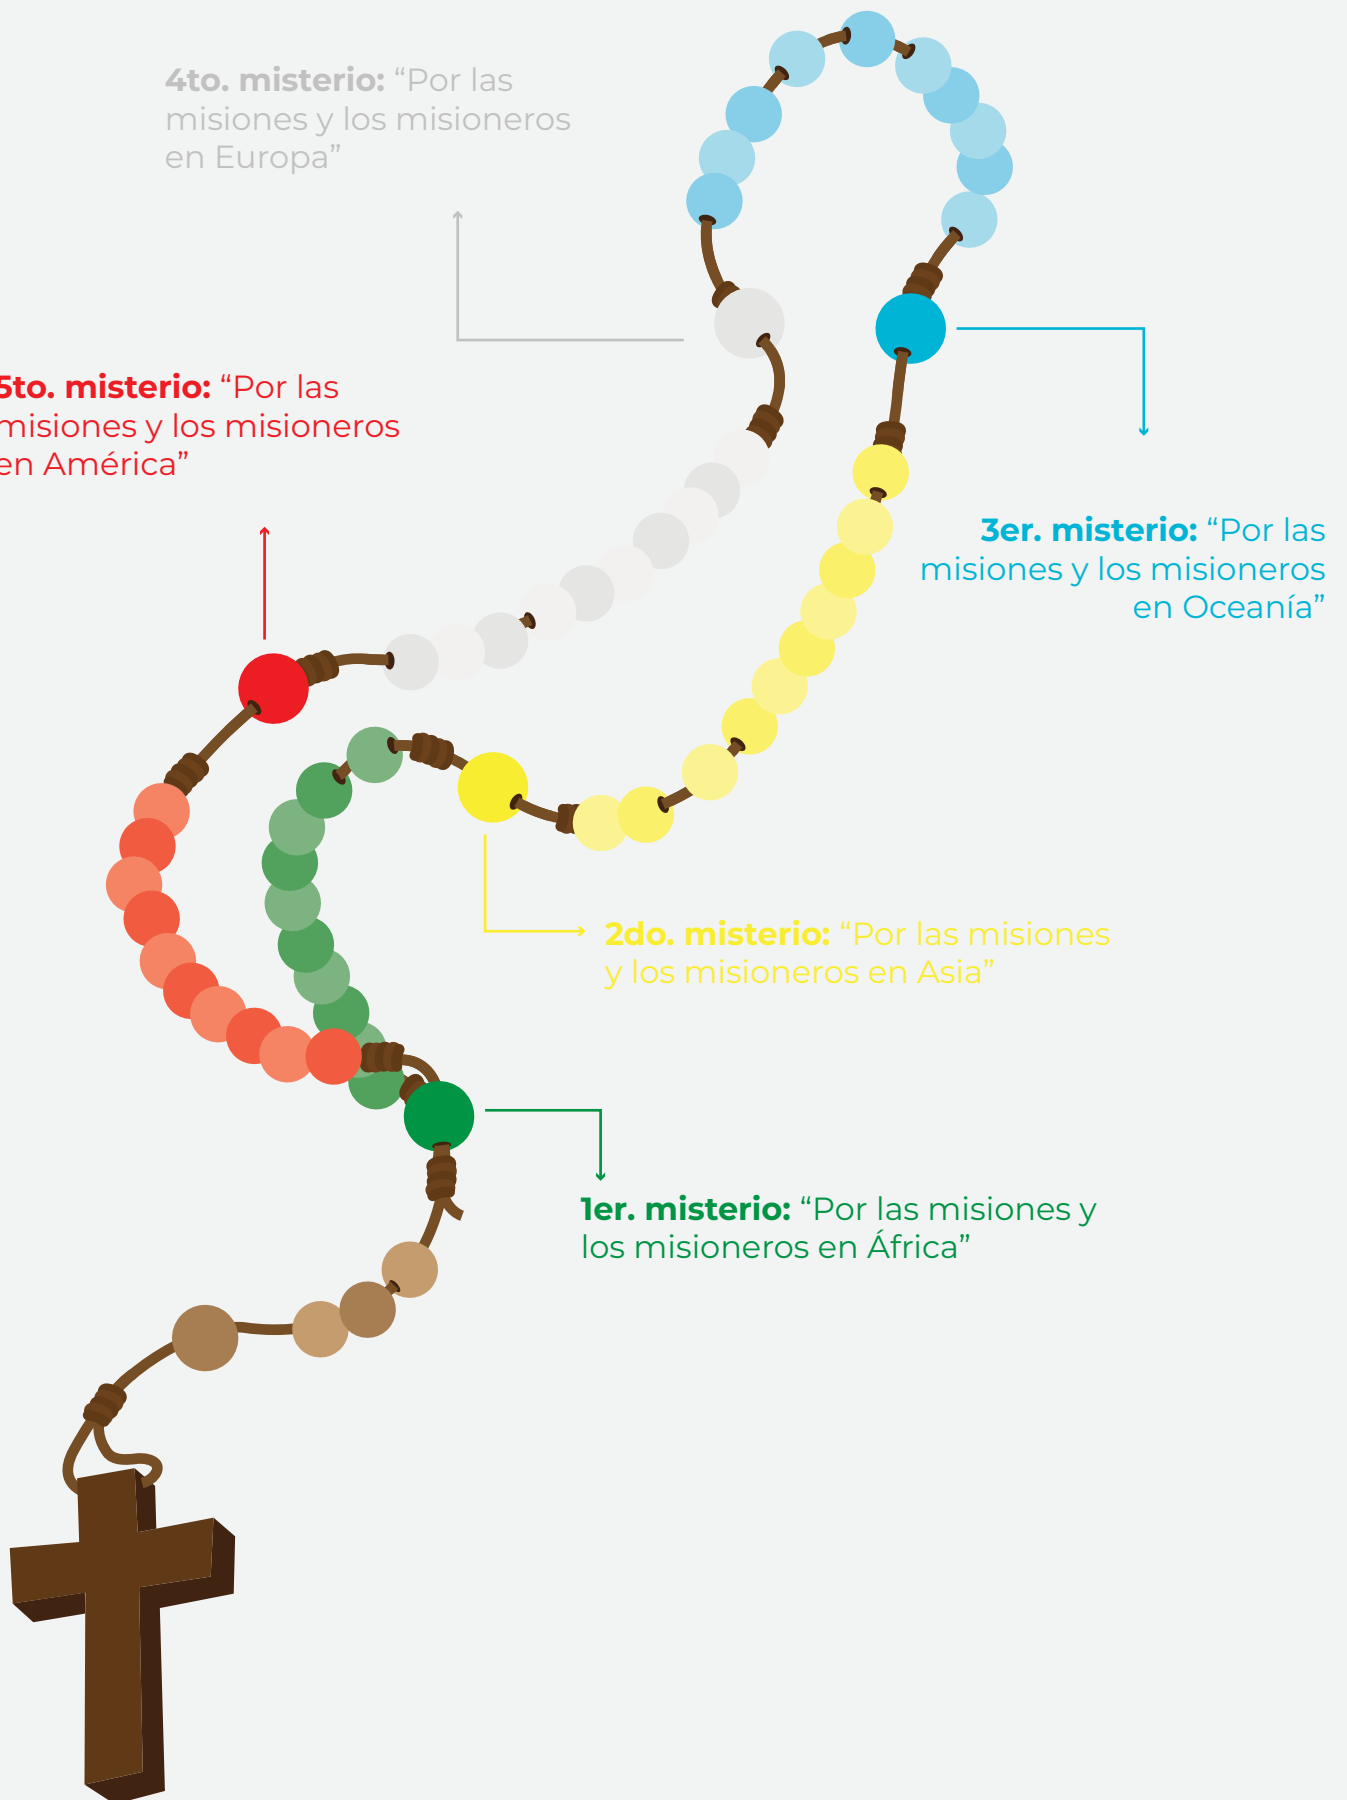 4to. misterio: “Por las
misiones y los misioneros
en Europa”
5to. misterio: “Por las
misiones y los misioneros
en América”
3er. misterio: “Por las
misiones y los misioneros
en Oceanía”
2do. misterio: “Por las misiones
y los misioneros en Asia”
1er. misterio: “Por las misiones y
los misioneros en África”